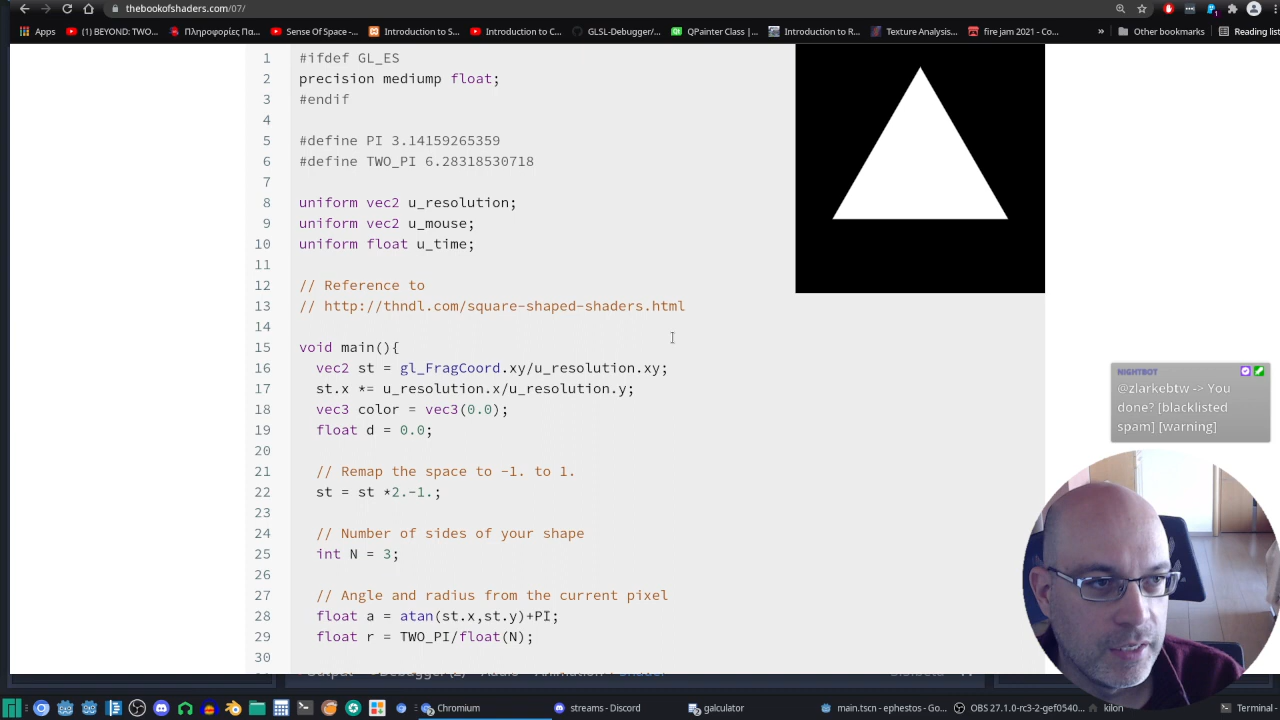 thebookofshaders.com/07/
Apps (1) BEYOND: TWO... Πληροφορίες Πα... Sense Of Space -... Introduction to S... Introduction to C... GLSL-Debugger/... QPainter Class |... Introduction to R... Texture Analysis... fire jam 2021 - Co... » Other bookmarks Reading list
1 #ifdef GL_ES
2 precision mediump float;
3 #endif
4
5 #define PI 3.14159265359
6 #define TWO_PI 6.28318530718
7
8 uniform vec2 u_resolution;
9 uniform vec2 u_mouse;
10 uniform float u_time;
11
12 // Reference to
13 // http://thndl.com/square-shaped-shaders.html
14
15 void main(){
16 vec2 st = gl_FragCoord.xy/u_resolution.xy;
17 st.x *= u_resolution.x/u_resolution.y;
18 vec3 color = vec3(0.0);
19 float d = 0.0;
20
21 // Remap the space to -1. to 1.
22 st = st *2.-1.;
23
24 // Number of sides of your shape
25 int N = 3;
26
27 // Angle and radius from the current pixel
28 float a = atan(st.x,st.y)+PI;
29 float r = TWO_PI/float(N);
30
NIGHTBOT
@zlarkebtw -> You
done? [blacklisted
spam] [warning]
Chromium streams - Discord galculator main.tscn - ephestos - Go... OBS 27.1.0-rc3-2-gef0540... kilon Terminal